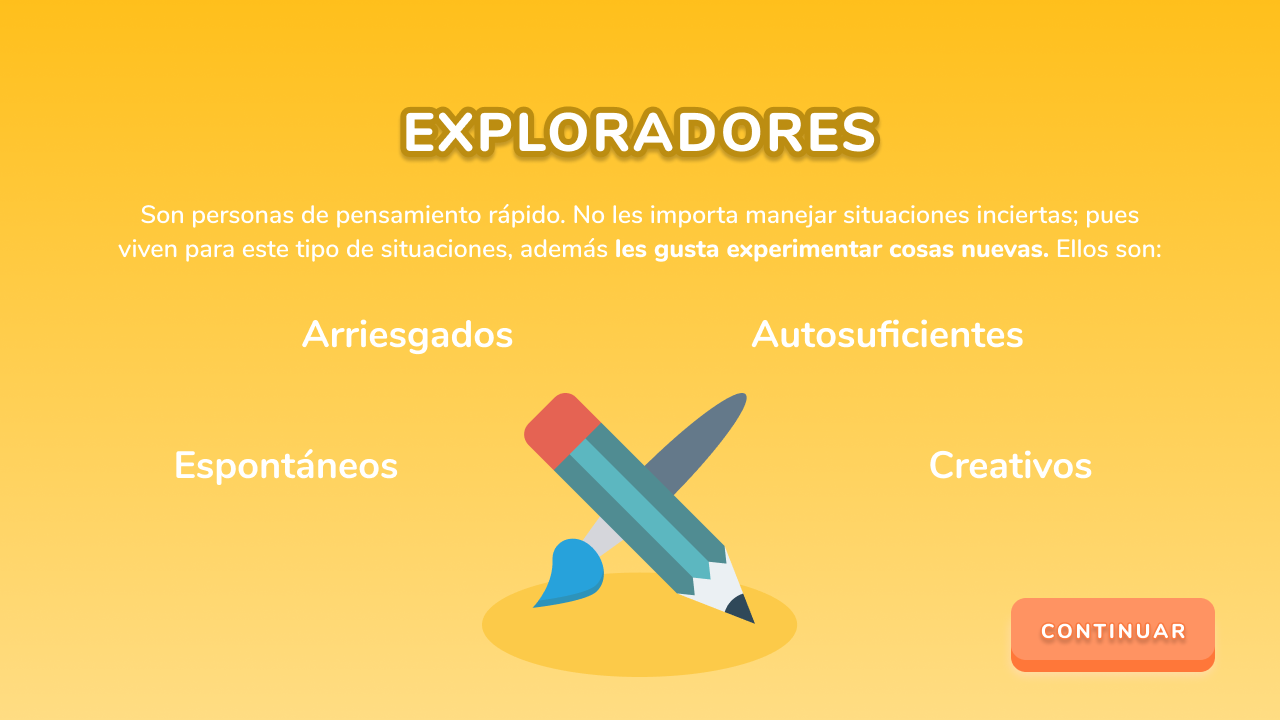 EXPLORADORES
Son personas de pensamiento rápido. No les importa manejar situaciones inciertas; pues
viven para este tipo de situaciones, además les gusta experimentar cosas nuevas. Ellos son:
Arriesgados
Autosuficientes
Espontáneos
Creativos
CONTINUAR